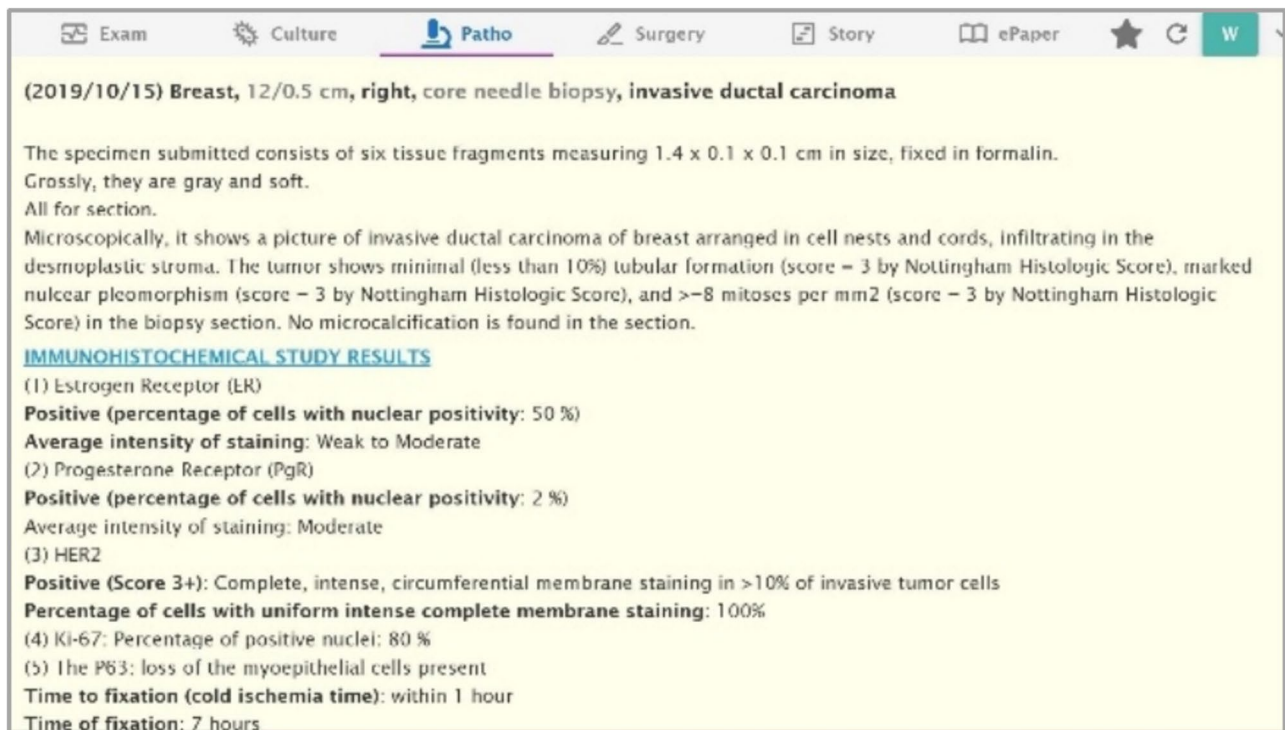 Exam Culture Patho Surgery Story ePaper W
(2019/10/15) Breast, 12/0.5 cm, right, core needle biopsy, invasive ductal carcinoma
The specimen submitted consists of six tissue fragments measuring 1.4 x 0.1 x 0.1 cm in size, fixed in formalin.
Grossly, they are gray and soft.
All for section.
Microscopically, it shows a picture of invasive ductal carcinoma of breast arranged in cell nests and cords, infiltrating in the
desmoplastic stroma. The tumor shows minimal (less than 10%) tubular formation (score = 3 by Nottingham Histologic Score), marked
nulcear pleomorphism (score = 3 by Nottingham Histologic Score), and >=8 mitoses per mm2 (score = 3 by Nottingham Histologic
Score) in the biopsy section. No microcalcification is found in the section.
IMMUNOHISTOCHEMICAL STUDY RESULTS
(1) Estrogen Receptor (ER)
Positive (percentage of cells with nuclear positivity: 50 %)
Average intensity of staining: Weak to Moderate
(2) Progesterone Receptor (PgR)
Positive (percentage of cells with nuclear positivity: 2 %)
Average intensity of staining: Moderate
(3) HER2
Positive (Score 3+): Complete, intense, circumferential membrane staining in >10% of invasive tumor cells
Percentage of cells with uniform intense complete membrane staining: 100%
(4) Ki-67: Percentage of positive nuclei: 80 %
(5) The P63: loss of the myoepithelial cells present
Time to fixation (cold ischemia time): within 1 hour
Time of fixation: 7 hours